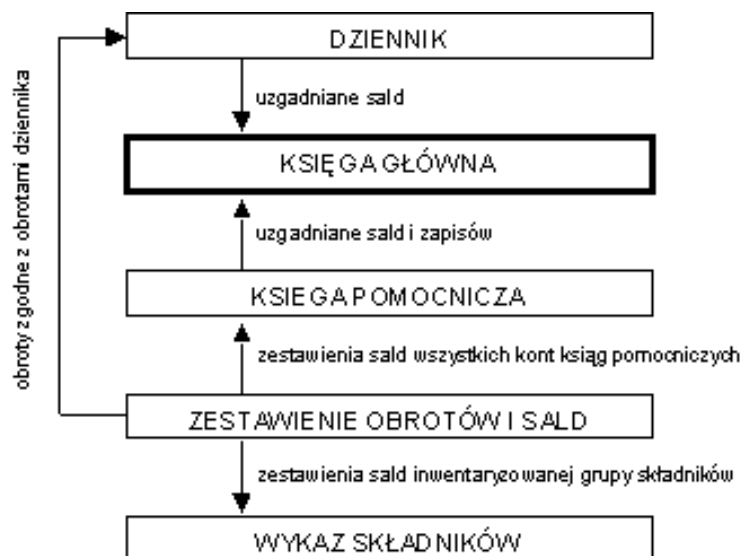 DZIENNIK
uzgadniane sald
KSIĘGA GŁÓWNA
uzgadniane sald i zapisów
KSIEGA POMOCNICZA
zestawienia sald wszystkich kont ksiąg pomocniczych
ZESTAWIENIE OBROTÓW I SALD
zestawienia sald inwentaryzowanej grupy składników
WYKAZ SKŁADNIKÓW
obroty zgodne z obrotami dziennika